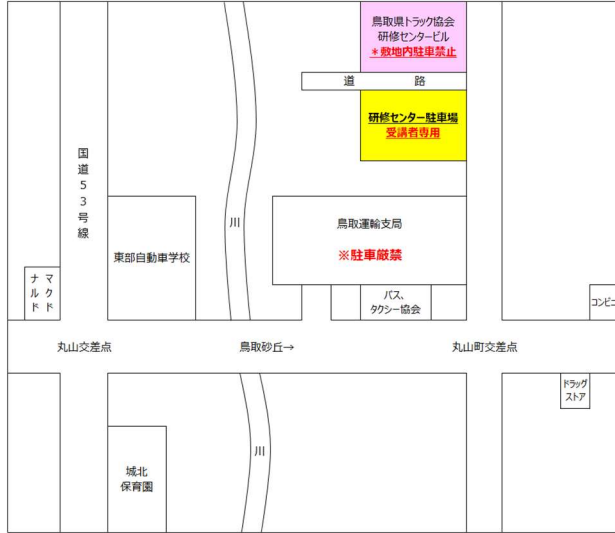 鳥取県トラック協会
研修センタービル
＊敷地内駐車禁止
道　　路
研修センター駐車場
受講者専用
国道53号線
川
鳥取運輸支局
※駐車厳禁
東部自動車学校
マクド
ナルド
バス、
タクシー協会
コンビニ
丸山交差点
鳥取砂丘→
丸山町交差点
ドラッグ
ストア
川
城北
保育園